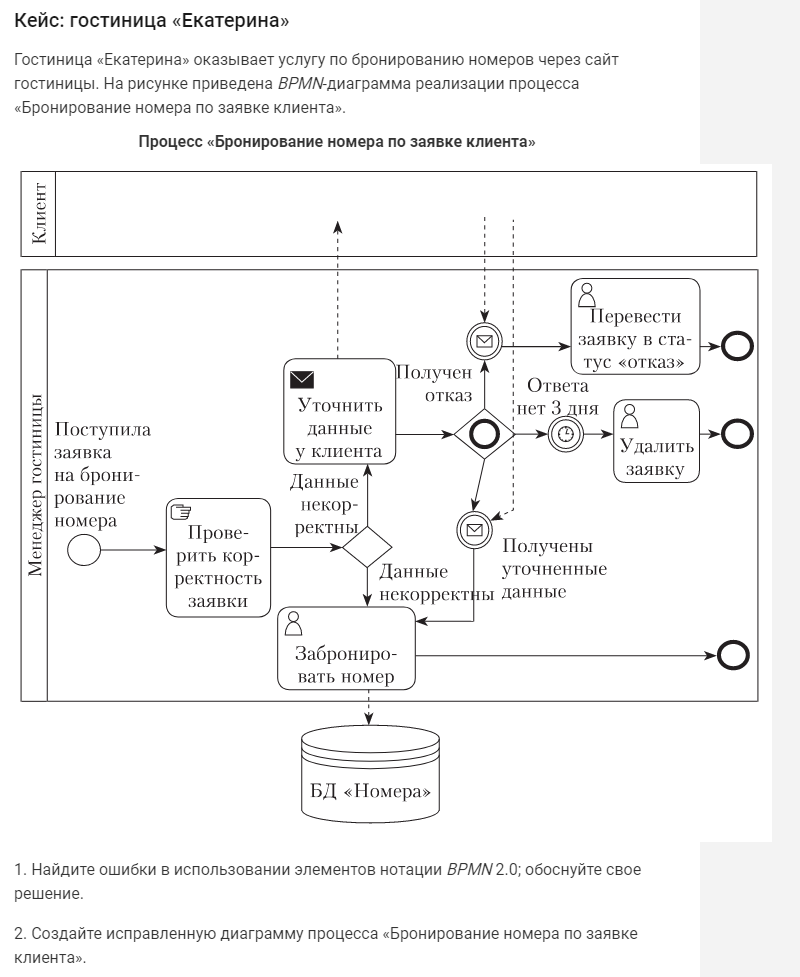 Кейс: гостиница «Екатерина»
Гостиница «Екатерина» оказывает услугу по бронированию номеров через сайт
гостиницы. На рисунке приведена BPMN-диаграмма реализации процесса
«Бронирование номера по заявке клиента».
Процесс «Бронирование номера по заявке клиента»
Клиент
Менеджер гостиницы
Поступила
заявка
на брони-
рование
номера
Прове-
рить кор-
ректность
заявки
Уточнить
данные
у клиента
Данные
некор-
ректны
Данные
некорректны
Заброниро-
вать номер
Получен
отказ
Перевести
заявку в ста-
тус «отказ»
Ответа
нет 3 дня
Удалить
заявку
Получены
уточненные
данные
БД «Номера»
1. Найдите ошибки в использовании элементов нотации BPMN 2.0; обоснуйте свое
решение.
2. Создайте исправленную диаграмму процесса «Бронирование номера по заявке
клиента».